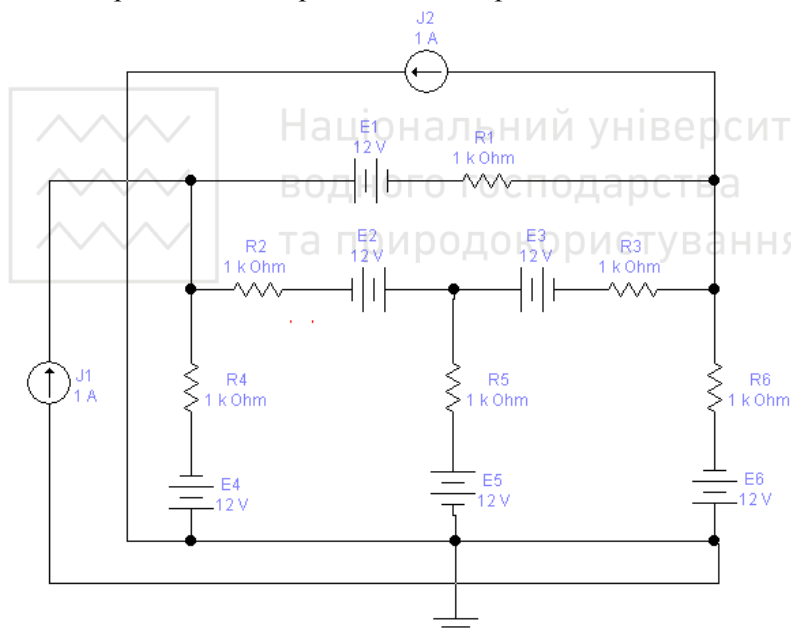 J2
1 A
Національний університ
водного господарства
та природокористування
E1
12 V
R1
1 k Ohm
R2
1 k Ohm
E2
12 V
E3
12 V
R3
1 k Ohm
J1
1 A
R4
1 k Ohm
R5
1 k Ohm
R6
1 k Ohm
E4
12 V
E5
12 V
E6
12 V